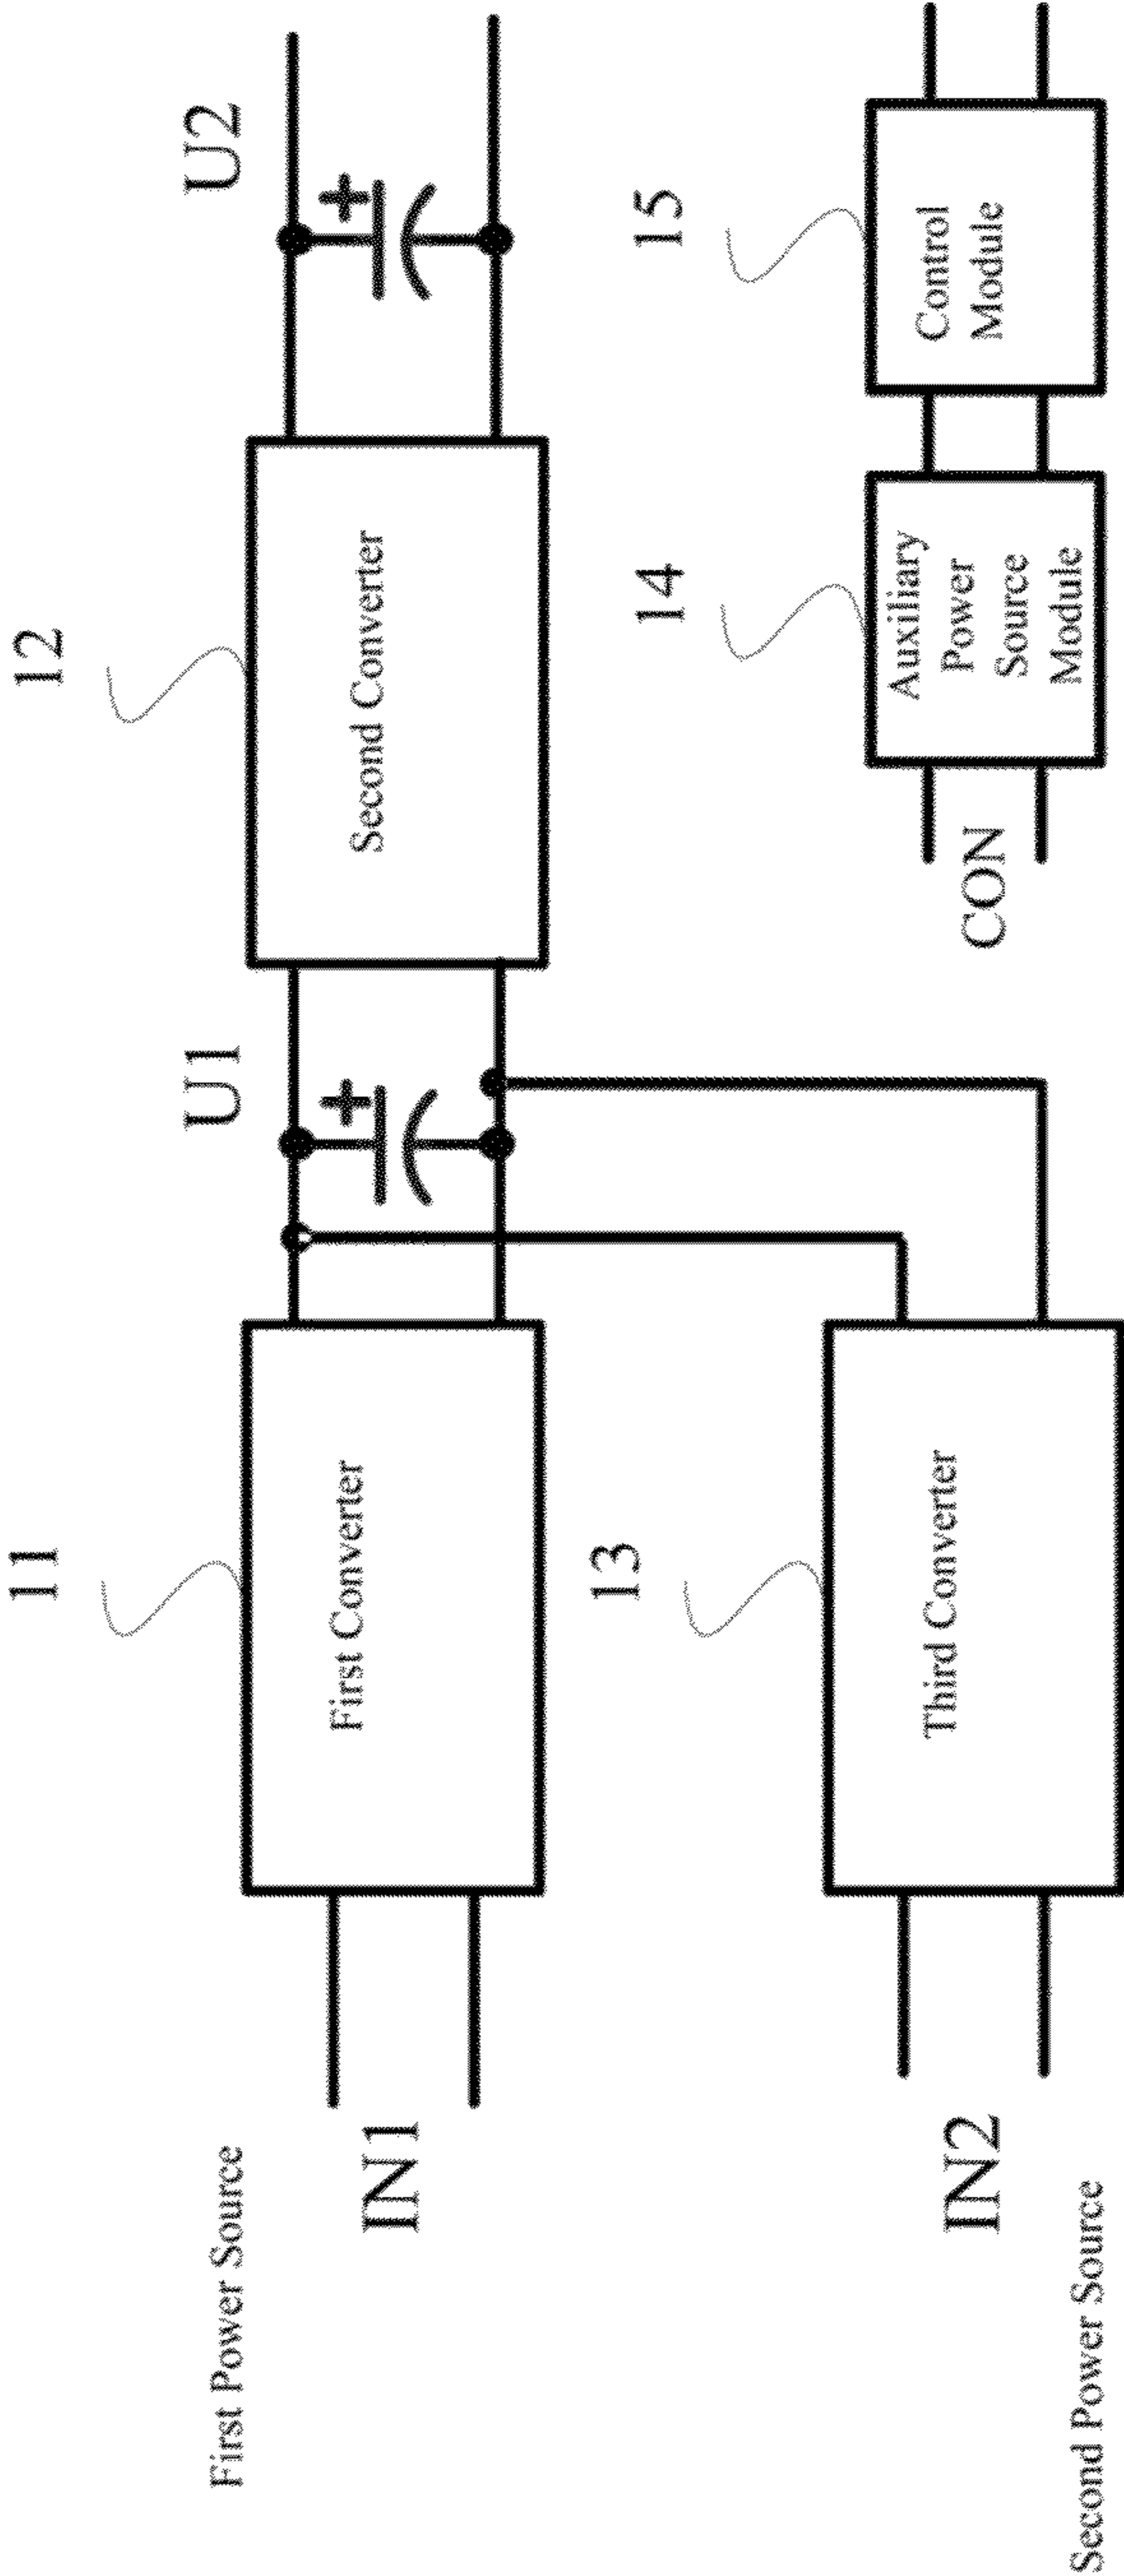 First Power Source
IN1
11
First Converter
U1
12
Second Converter
U2
Second Power Source
IN2
13
Third Converter
CON
14
Auxiliary
Power
Source
Module
15
Control
Module